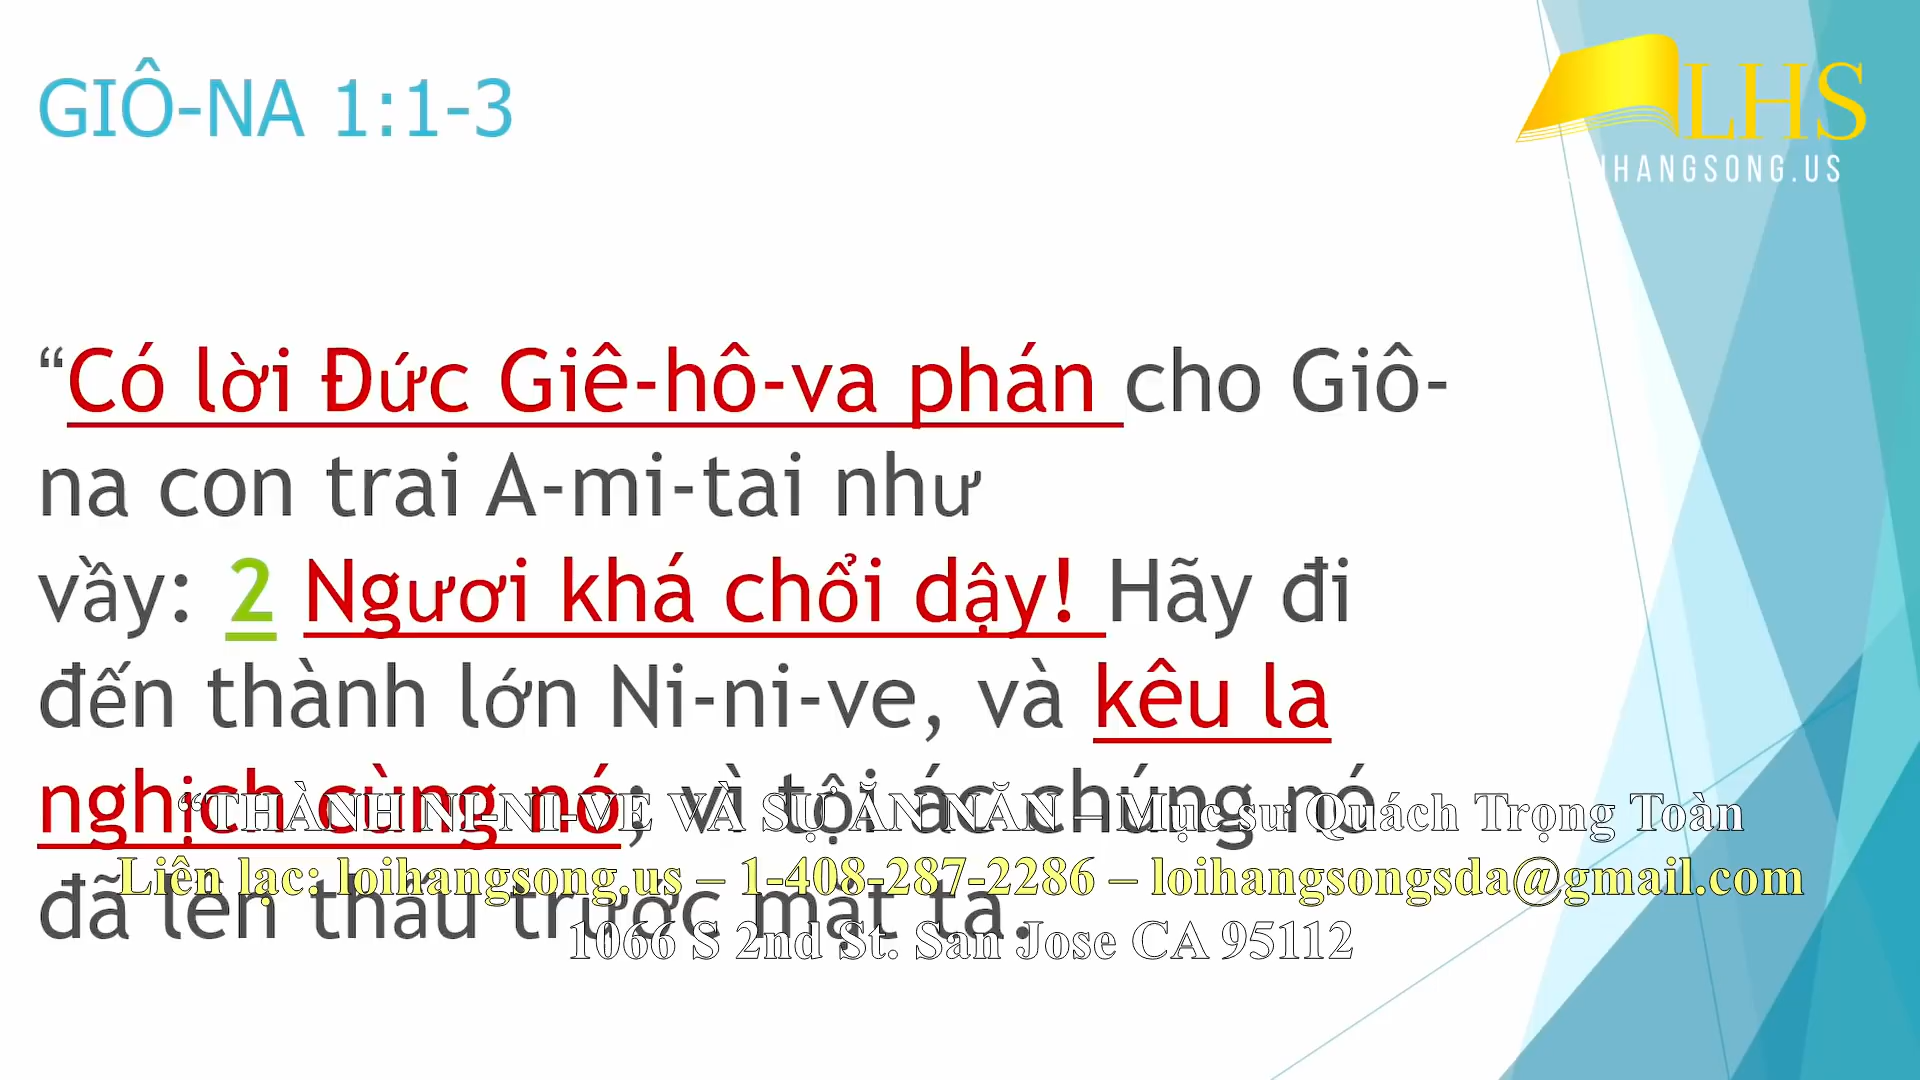 GIÔ-NA 1:1-3
LHS
IHANGSONG.US
“Có lời Đức Giê-hô-va phán cho Giô-
na con trai A-mi-tai như
vầy: 2 Ngươi khá chổi dậy! Hãy đi
đến thành lớn Ni-ni-ve, và kêu la
nghịch cùng nó; vì tội ác chúng nó
đã lên thấu trước mặt ta.
“THÀNH NI-NI-VE VÀ SỰ ĂN NĂN – Mục sư Quách Trọng Toàn
Liên lạc: loihangsong.us – 1-408-287-2286 – loihangsongsda@gmail.com
1066 S 2nd St. San Jose CA 95112